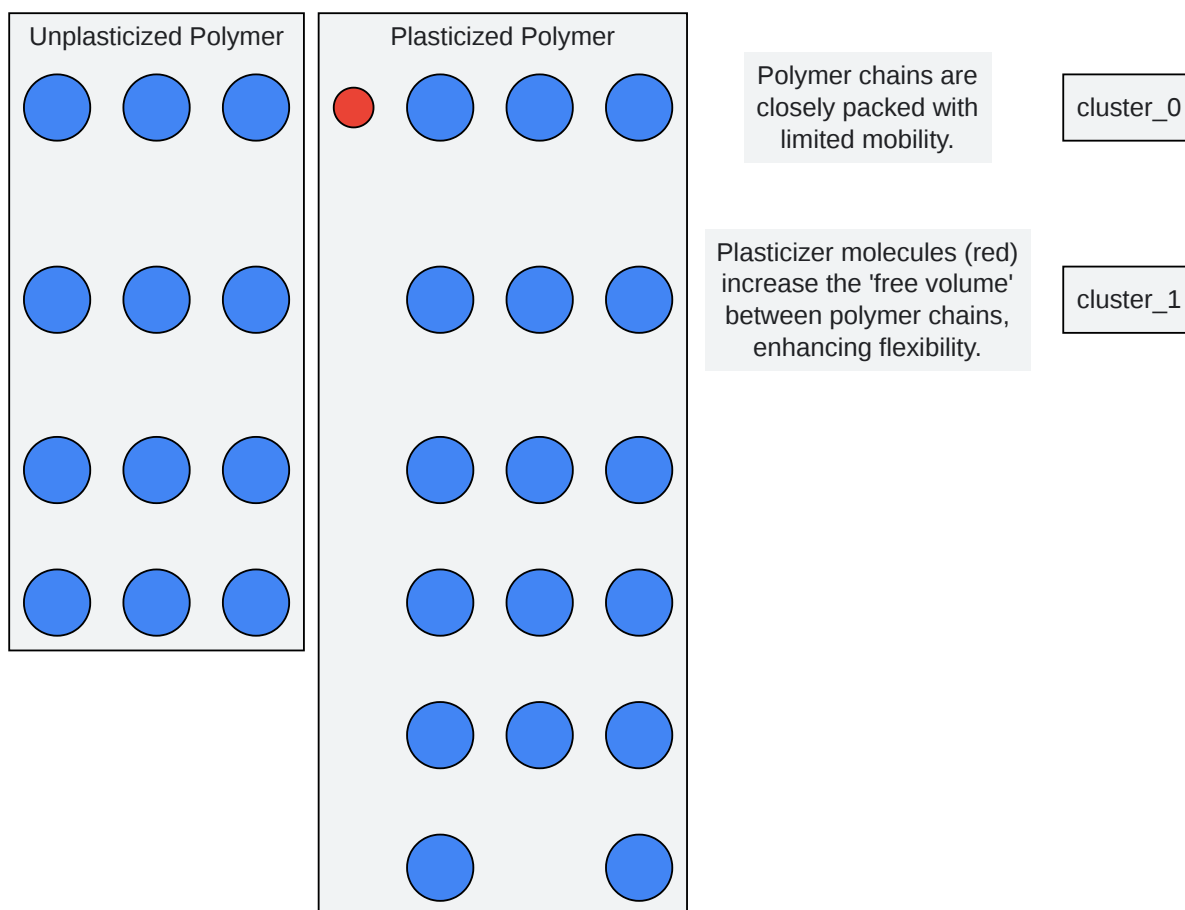 Unplasticized Polymer
Plasticized Polymer
Polymer chains are
closely packed with
limited mobility.
cluster_0
Plasticizer molecules (red)
increase the 'free volume'
between polymer chains,
enhancing flexibility.
cluster_1